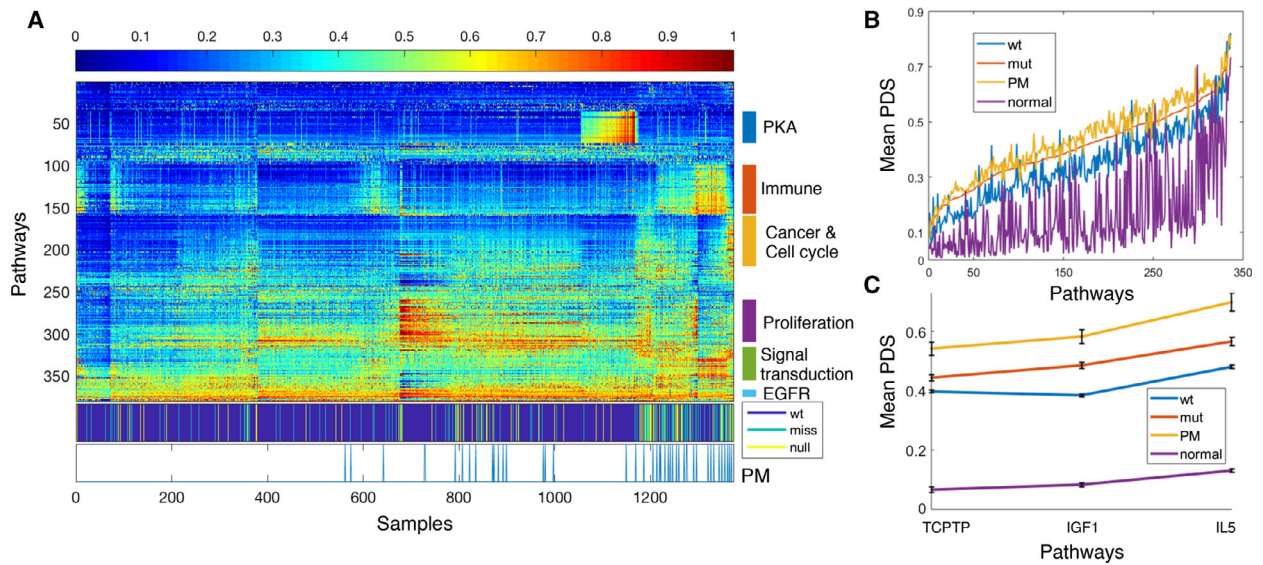 A
0 0.1 0.2 0.3 0.4 0.5 0.6 0.7 0.8 0.9 1
Pathways
50
100
150
200
250
300
350
PKA
Immune
Cancer &
Cell cycle
Proliferation
Signal
transduction
EGFR
wt
miss
null
PM
0 200 400 600 800 1000 1200
Samples
B
Mean PDS
0.9
0.7
0.5
0.3
0.1
0
wt
mut
PM
normal
0 50 150 250 350
Pathways
C
Mean PDS
0.6
0.4
0.2
0
wt
mut
PM
normal
TCPTP IGF1 IL5
Pathways